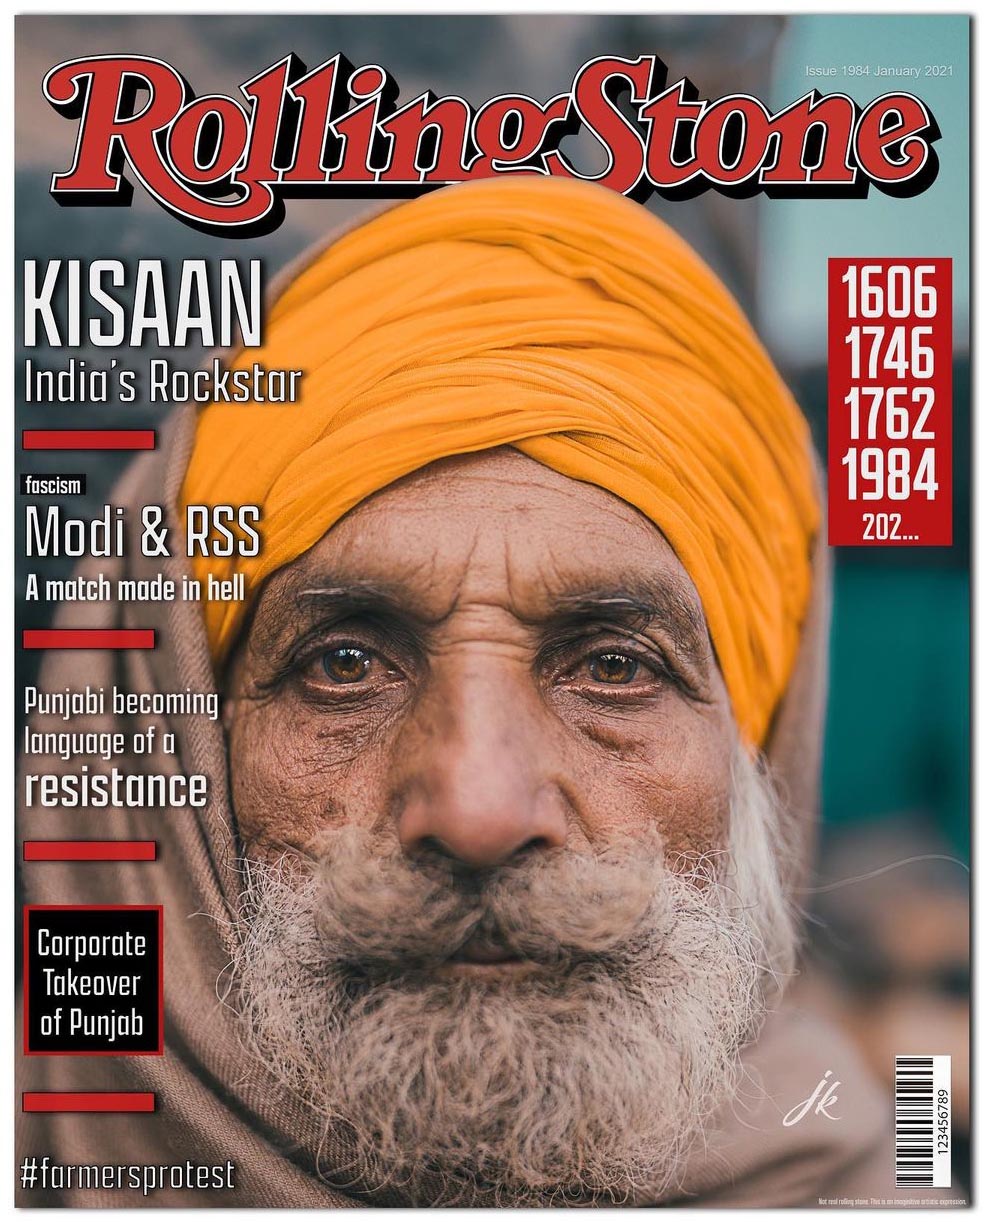 Issue 1984 January 2021
RollingStone
KISAAN
India's Rockstar
fascism
Modi & RSS
A match made in hell
Punjabi becoming
language of a
resistance
Corporate
Takeover
of Punjab
#farmersprotest
1606
1746
1762
1984
202...
jk
123456789
Not real rolling stone. This is an imaginative artistic expression.